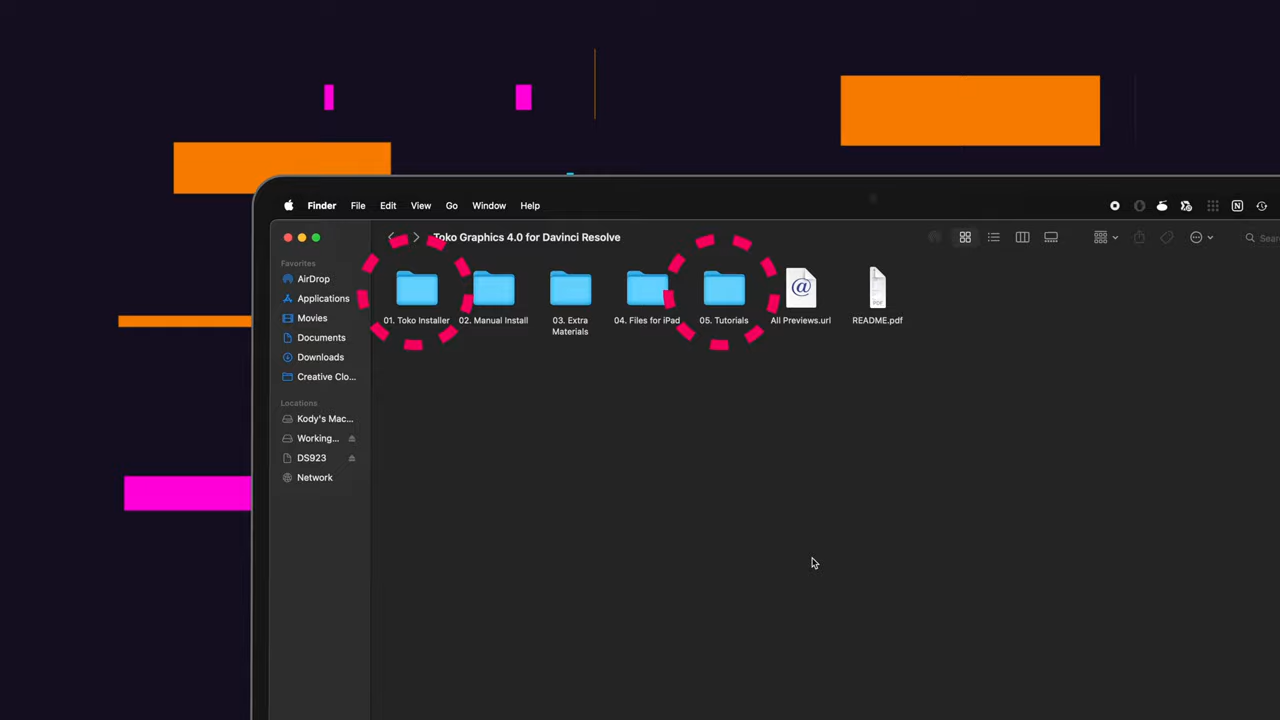 Finder File Edit View Go Window Help
Toko Graphics 4.0 for Davinci Resolve
Favorites
AirDrop
Applications
Movies
Documents
Downloads
Creative Clo...
Locations
Kody's Mac...
Working...
DS923
Network
01. Toko Installer
02. Manual Install
03. Extra
Materials
04. Files for iPad
05. Tutorials
@
All Previews.url
PDF
README.pdf
Sear